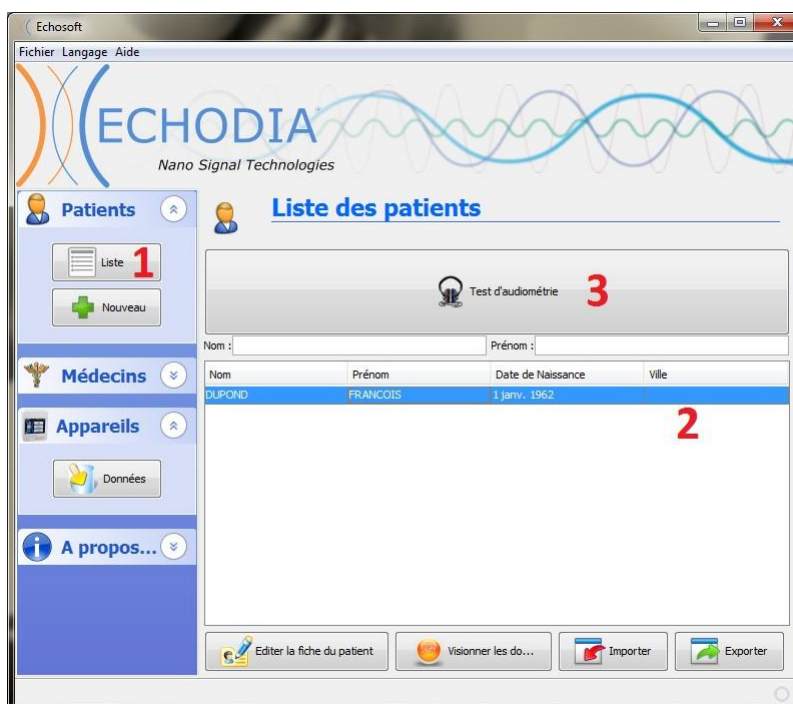 Echosoft
Fichier Langage Aide
ECHODIA
Nano Signal Technologies
Patients
Liste 1
Nouveau
Médecins
Appareils
Données
A propos...
Liste des patients
Test d'audiométrie 3
Nom : Prénom :
Nom Prénom Date de Naissance Ville
DUPOND FRANCOIS 1 janv. 1962
2
Editer la fiche du patient Visionner les do... Importer Exporter